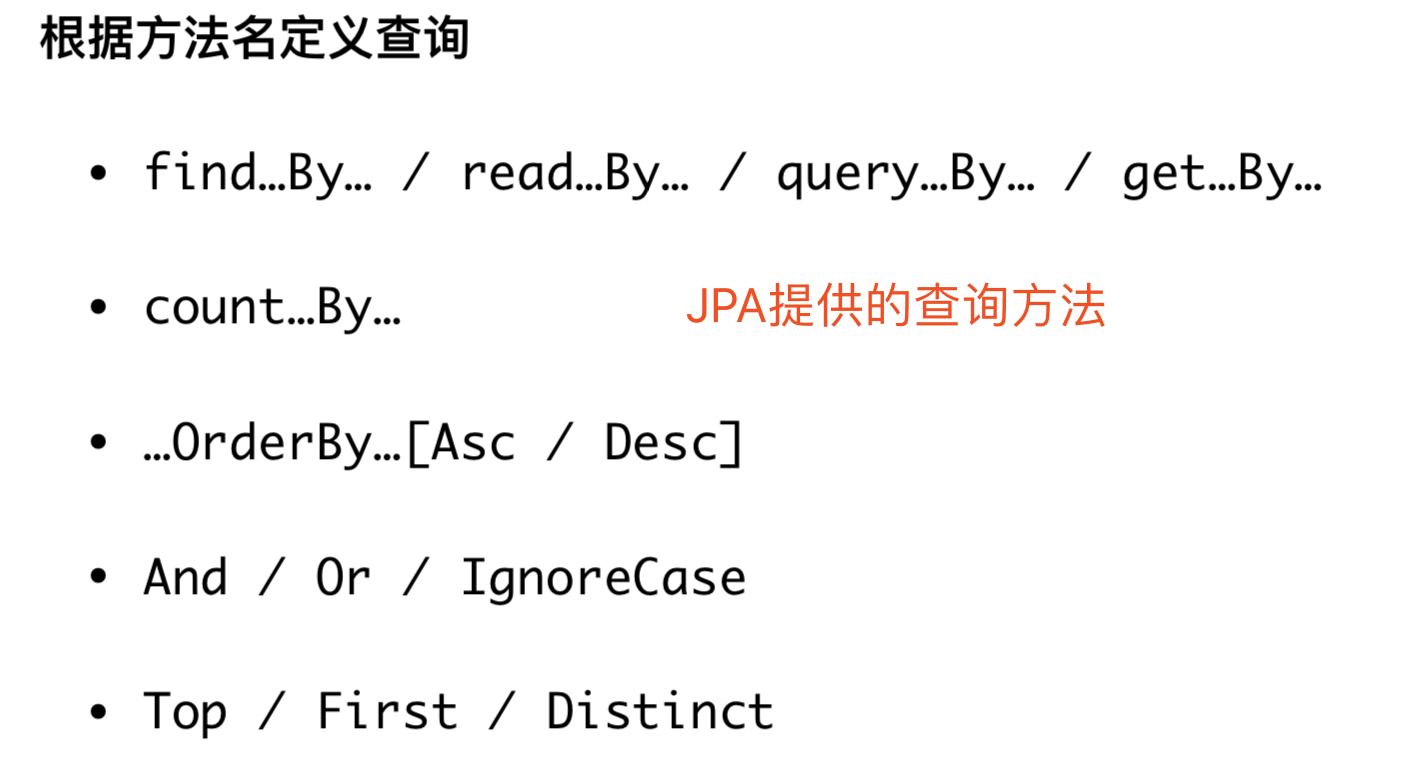 根据方法名定义查询
• find…By… / read…By… / query…By… / get…By…
• count…By…
JPA提供的查询方法
• …OrderBy…[Asc / Desc]
• And / Or / IgnoreCase
• Top / First / Distinct